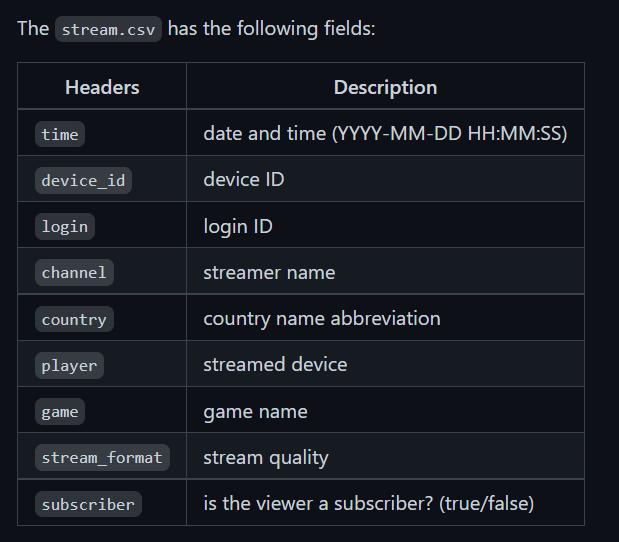 The stream.csv has the following fields:
Headers Description
time date and time (YYYY-MM-DD HH:MM:SS)
device_id device ID
login login ID
channel streamer name
country country name abbreviation
player streamed device
game game name
stream_format stream quality
subscriber is the viewer a subscriber? (true/false)